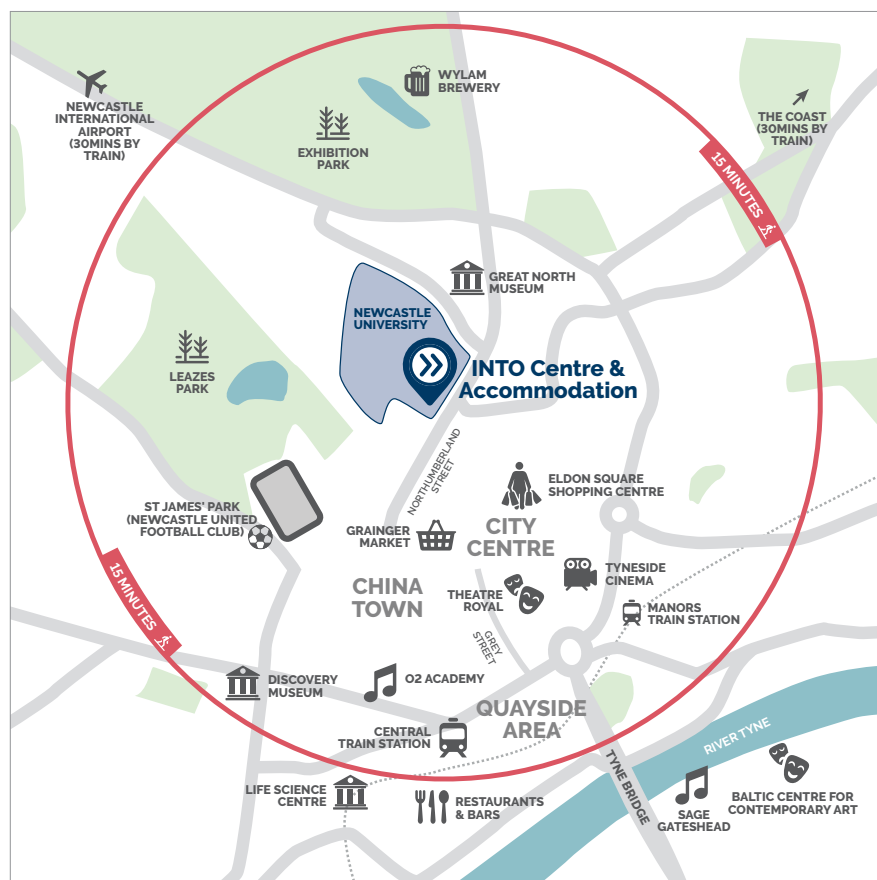 WYLAM
BREWERY
NEWCASTLE
INTERNATIONAL
AIRPORT
(30MINS BY
TRAIN)
EXHIBITION
PARK
THE COAST
(30MINS BY
TRAIN)
15 MINUTES
GREAT NORTH
MUSEUM
NEWCASTLE
UNIVERSITY
INTO Centre &
Accommodation
LEAZES
PARK
NORTHUMBERLAND
STREET
ELDON SQUARE
SHOPPING CENTRE
ST JAMES' PARK
(NEWCASTLE UNITED
FOOTBALL CLUB)
GRAINGER
MARKET
CITY
CENTRE
TYNESIDE
CINEMA
CHINA
TOWN
THEATRE
ROYAL
MANORS
TRAIN STATION
15 MINUTES
GREY
STREET
DISCOVERY
MUSEUM
O2 ACADEMY
QUAYSIDE
AREA
CENTRAL
TRAIN STATION
RIVER TYNE
TYNE BRIDGE
LIFE SCIENCE
CENTRE
RESTAURANTS
& BARS
SAGE
GATESHEAD
BALTIC CENTRE FOR
CONTEMPORARY ART